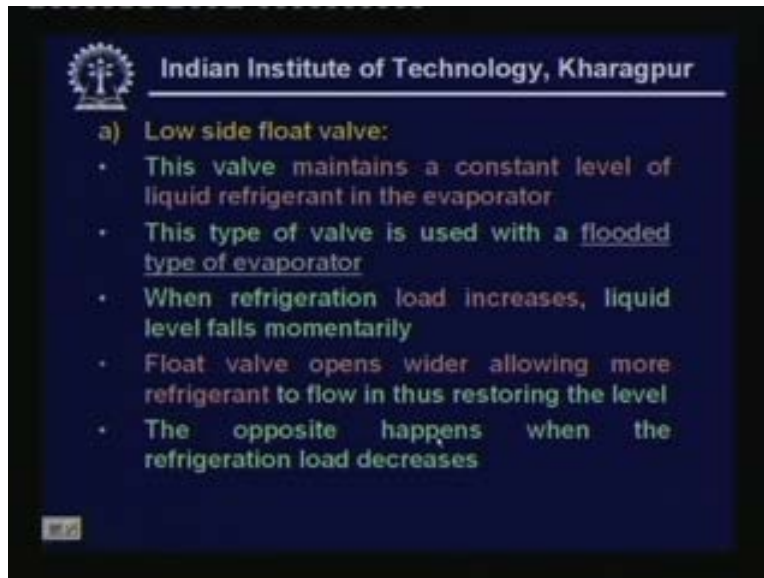 Indian Institute of Technology, Kharagpur
a) Low side float valve:
• This valve maintains a constant level of
liquid refrigerant in the evaporator
• This type of valve is used with a flooded
type of evaporator
• When refrigeration load increases, liquid
level falls momentarily
• Float valve opens wider allowing more
refrigerant to flow in thus restoring the level
• The opposite happens when the
refrigeration load decreases